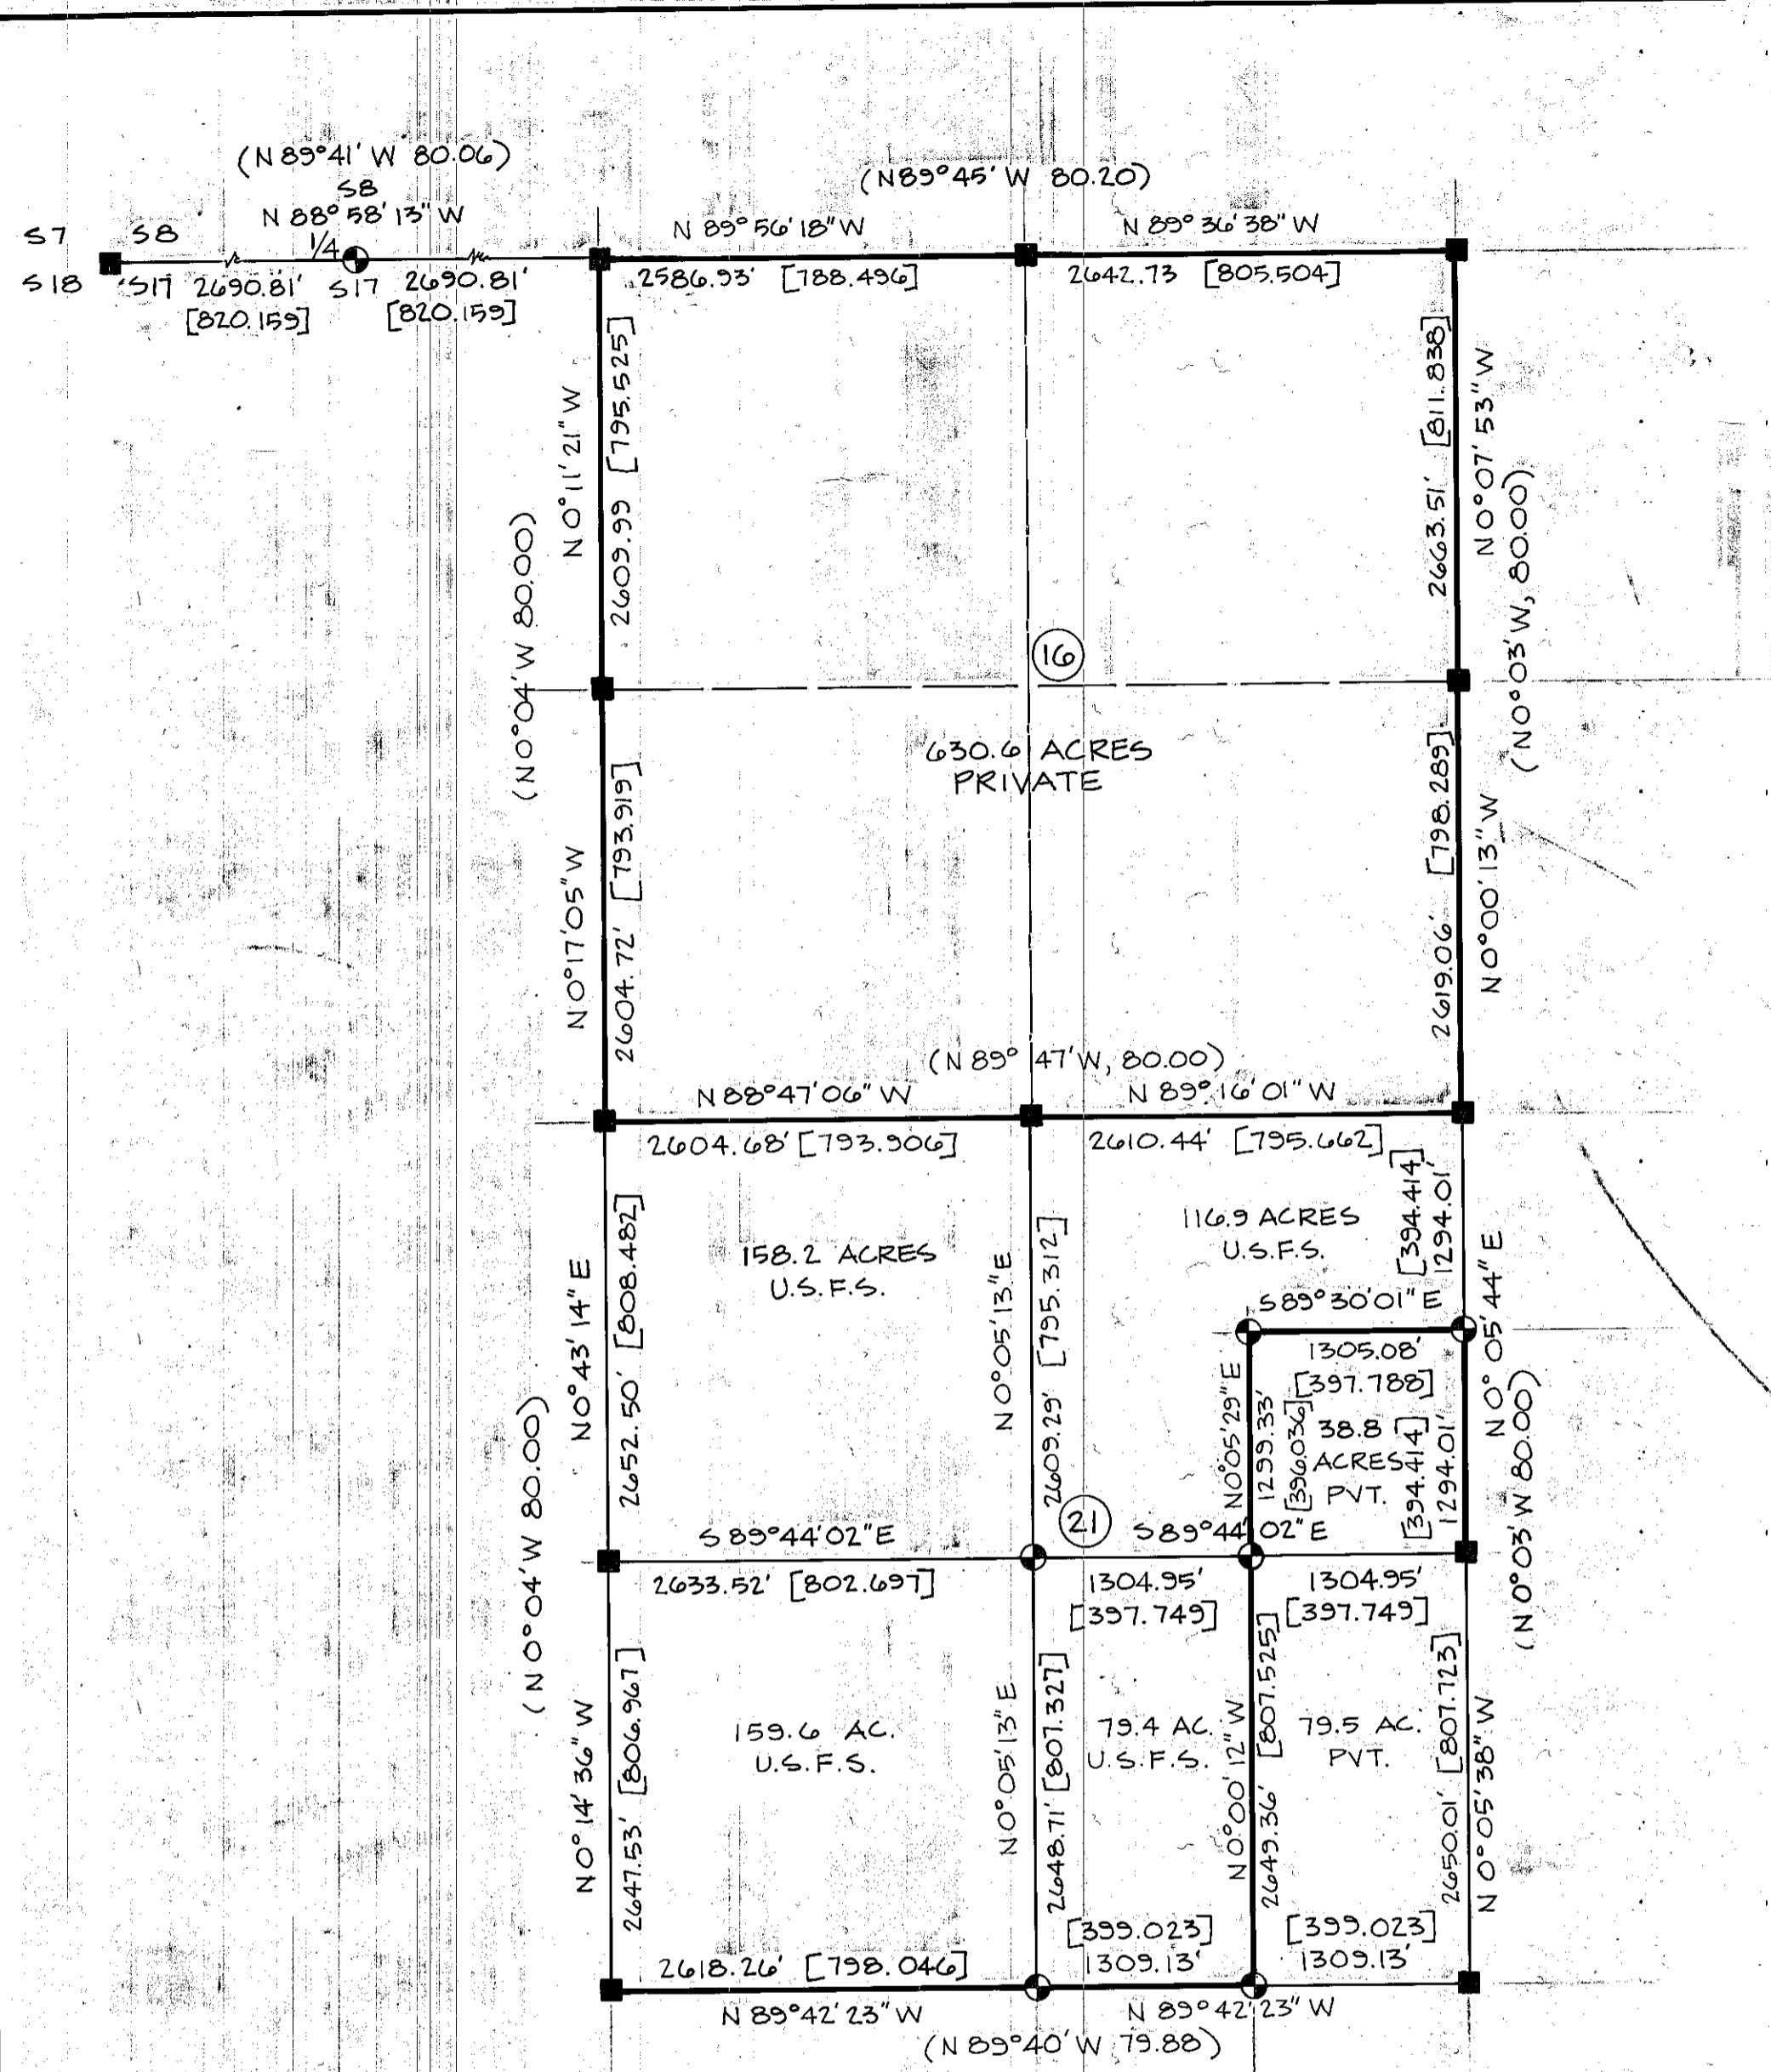 (N 89°41' W 80.06)
S8
N 88°58'13" W
S7 S8 1/4
S18 S17 2690.81' S17 2690.81'
[820.159] [820.159]
(N89°45' W 80.20)
N 89°56'18" W
N 89°36'38" W
2586.93' [788.496]
2642.73 [805.504]
N 0°11'21" W
2609.99 [795.525]
2663.51' [811.838]
N 0°07'53" W
(N0°04' W 80.00)
(N0°03' W, 80.00)
16
630.6 ACRES
PRIVATE
N 0°17'05" W
2604.72' [793.919]
2619.06' [798.289]
N 0°00'13" W
(N 89°47' W, 80.00)
N 88°47'06" W
N 89°16'01" W
2604.68' [793.906]
2610.44' [795.662]
[394.414]
1294.01'
158.2 ACRES
U.S.F.S.
116.9 ACRES
U.S.F.S.
N 0°43'14" E
2652.50' [808.482]
N 0°05'13" E
2609.29' [795.312]
S89°30'01" E
1305.08'
[397.788]
N 0°05'44" E
N0°05'29" E
1299.33'
[396.036]
38.8
ACRES
PVT.
[394.414]
1294.01'
(N0°04' W 80.00)
(N 0°03' W 80.00)
21
S 89°44'02" E
S89°44'02" E
2633.52' [802.697]
1304.95'
[397.749]
1304.95'
[397.749]
N 0°14'36" W
2647.53' [806.967]
159.6 AC.
U.S.F.S.
N 0°05'13" E
2648.71' [807.327]
79.4 AC.
U.S.F.S.
N 0°00'12" W
2649.36' [807.525]
79.5 AC.
PVT.
2650.01' [807.723]
N 0°05'38" W
2618.26' [798.046]
[399.023]
1309.13'
[399.023]
1309.13'
N 89°42'23" W
N 89°42'23" W
(N 89°40' W 79.88)